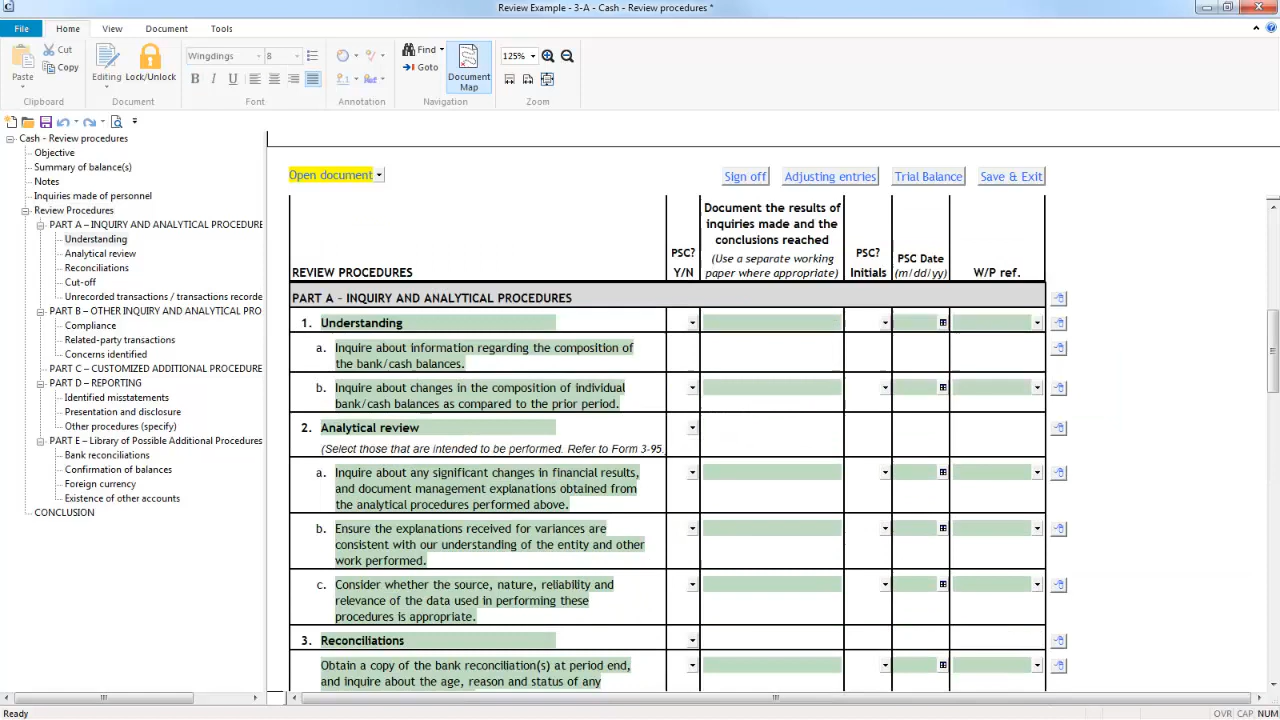 Review Example - 3-A - Cash - Review procedures *
File
Home
View
Document
Tools
Paste
Cut
Copy
Clipboard
Editing
Lock/Unlock
Document
Wingdings
8
B I U
Font
Annotation
Find
Goto
Document
Map
Navigation
125%
Zoom
Cash - Review procedures
Objective
Summary of balance(s)
Notes
Inquiries made of personnel
Review Procedures
PART A – INQUIRY AND ANALYTICAL PROCEDURE
Understanding
Analytical review
Reconciliations
Cut-off
Unrecorded transactions / transactions recorde
PART B – OTHER INQUIRY AND ANALYTICAL PRO
Compliance
Related-party transactions
Concerns identified
PART C – CUSTOMIZED ADDITIONAL PROCEDURE
PART D – REPORTING
Identified misstatements
Presentation and disclosure
Other procedures (specify)
PART E – Library of Possible Additional Procedures
Bank reconciliations
Confirmation of balances
Foreign currency
Existence of other accounts
CONCLUSION
Open document
Sign off
Adjusting entries
Trial Balance
Save & Exit
REVIEW PROCEDURES
PSC?
Y/N
Document the results of
inquiries made and the
conclusions reached
(Use a separate working
paper where appropriate)
PSC?
Initials
PSC Date
(m/dd/yy)
W/P ref.
PART A – INQUIRY AND ANALYTICAL PROCEDURES
1. Understanding
a. Inquire about information regarding the composition of
the bank/cash balances.
b. Inquire about changes in the composition of individual
bank/cash balances as compared to the prior period.
2. Analytical review
(Select those that are intended to be performed. Refer to Form 3-95.
a. Inquire about any significant changes in financial results,
and document management explanations obtained from
the analytical procedures performed above.
b. Ensure the explanations received for variances are
consistent with our understanding of the entity and other
work performed.
c. Consider whether the source, nature, reliability and
relevance of the data used in performing these
procedures is appropriate.
3. Reconciliations
Obtain a copy of the bank reconciliation(s) at period end,
and inquire about the age, reason and status of any
Ready
OVR CAP NUM